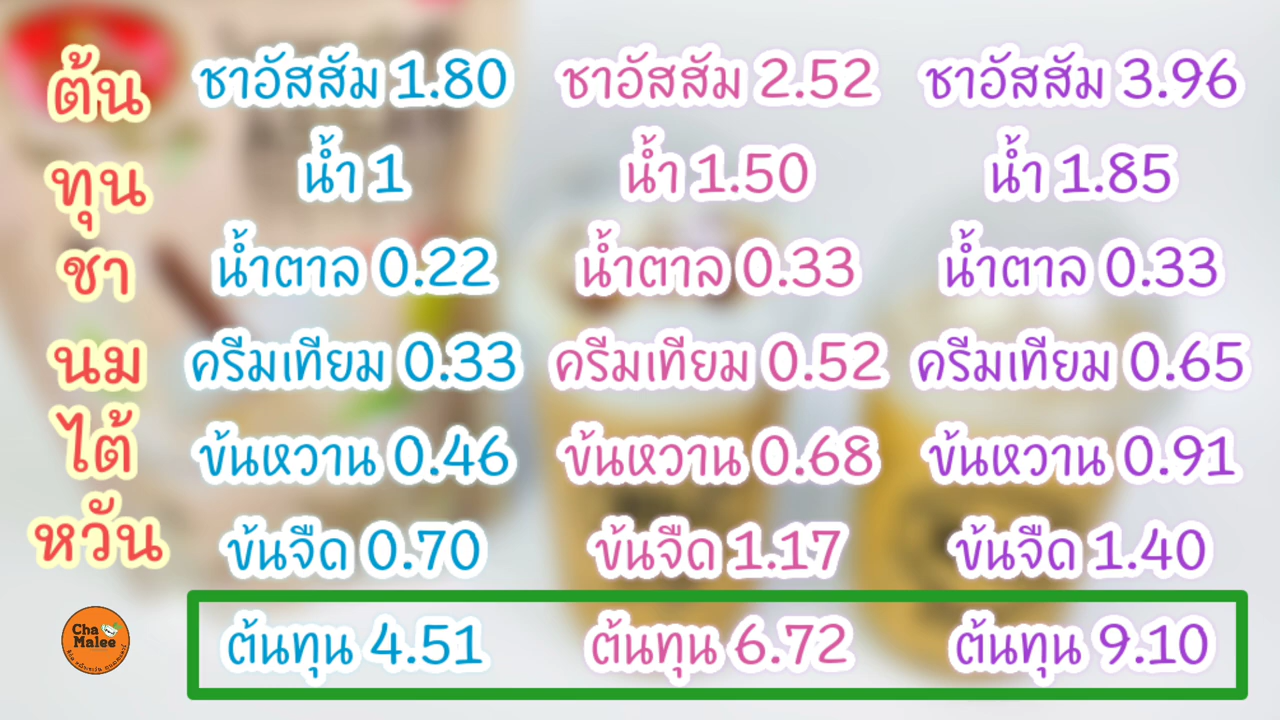 ต้น
ทุน
ชา
นม
ไต้
หวัน
ชาอัสสัม 1.80
น้ำ 1
น้ำตาล 0.22
ครีมเทียม 0.33
ข้นหวาน 0.46
ข้นจืด 0.70
ต้นทุน 4.51
ชาอัสสัม 2.52
น้ำ 1.50
น้ำตาล 0.33
ครีมเทียม 0.52
ข้นหวาน 0.68
ข้นจืด 1.17
ต้นทุน 6.72
ชาอัสสัม 3.96
น้ำ 1.85
น้ำตาล 0.33
ครีมเทียม 0.65
ข้นหวาน 0.91
ข้นจืด 1.40
ต้นทุน 9.10
Cha
Malee